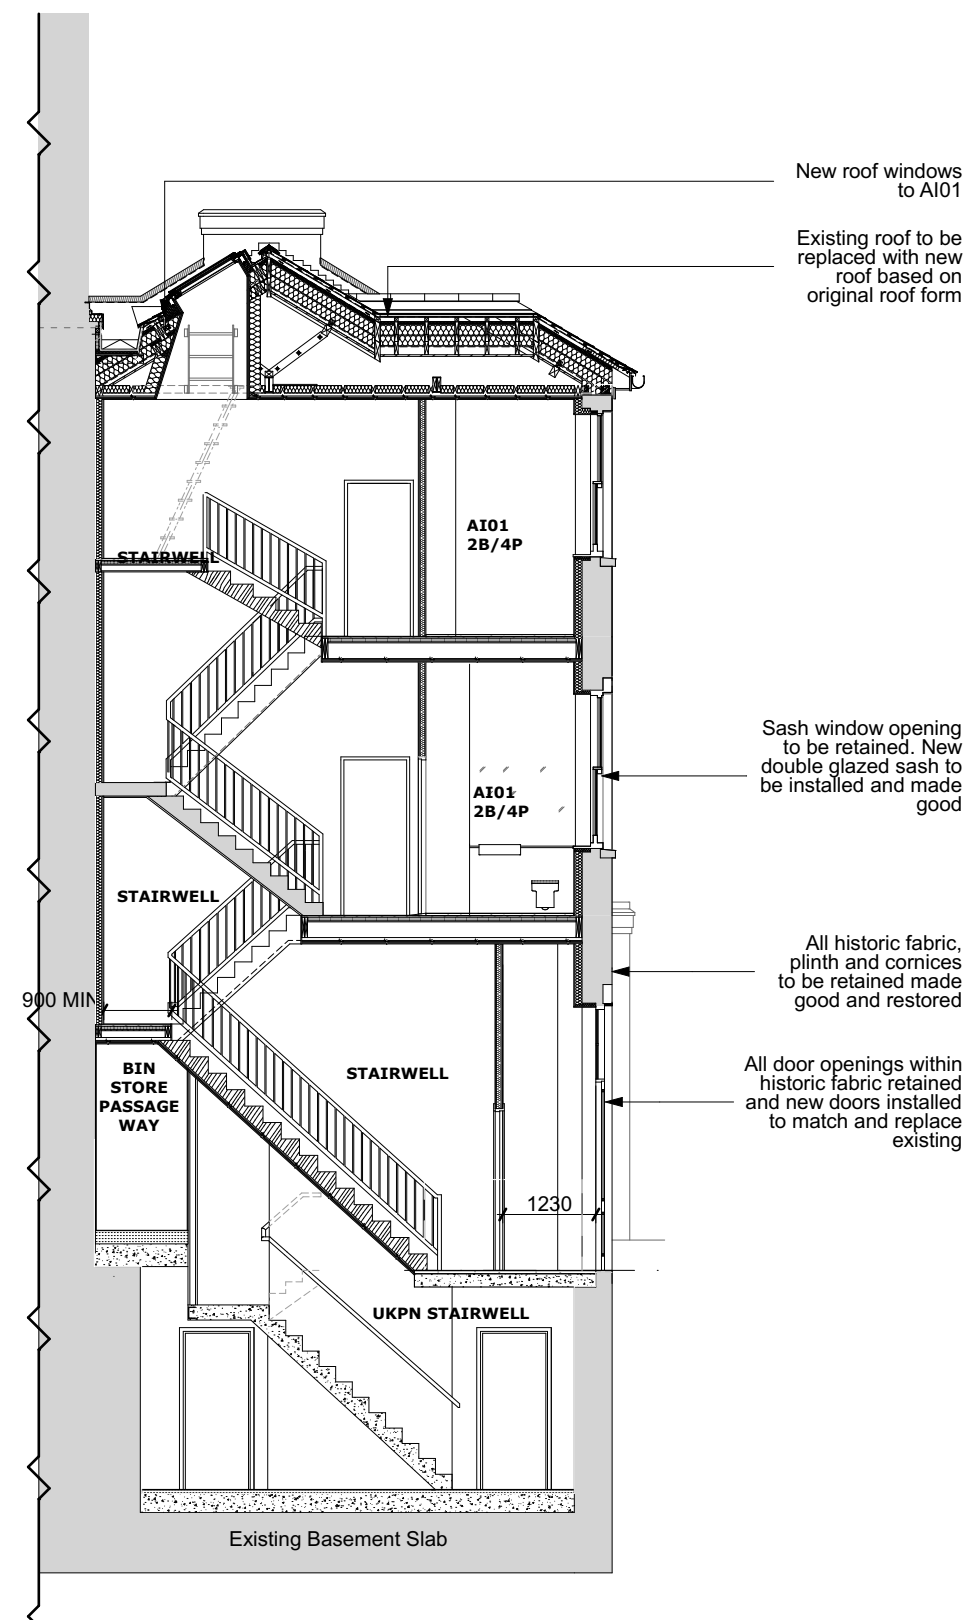 New roof windows
to AI01
Existing roof to be
replaced with new
roof based on
original roof form
AI01
2B/4P
STAIRWELL
Sash window opening
to be retained. New
double glazed sash to
be installed and made
good
AI01
2B/4P
STAIRWELL
All historic fabric,
plinth and cornices
to be retained made
good and restored
900 MIN
BIN
STORE
PASSAGE
WAY
STAIRWELL
All door openings within
historic fabric retained
and new doors installed
to match and replace
existing
1230
UKPN STAIRWELL
Existing Basement Slab